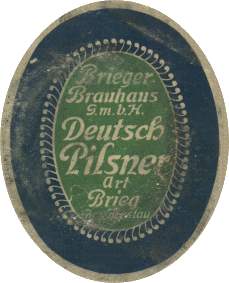 Brieger
Brauhaus
G.m.b.H.
Deutsch
Pilsner
Art
Brieg